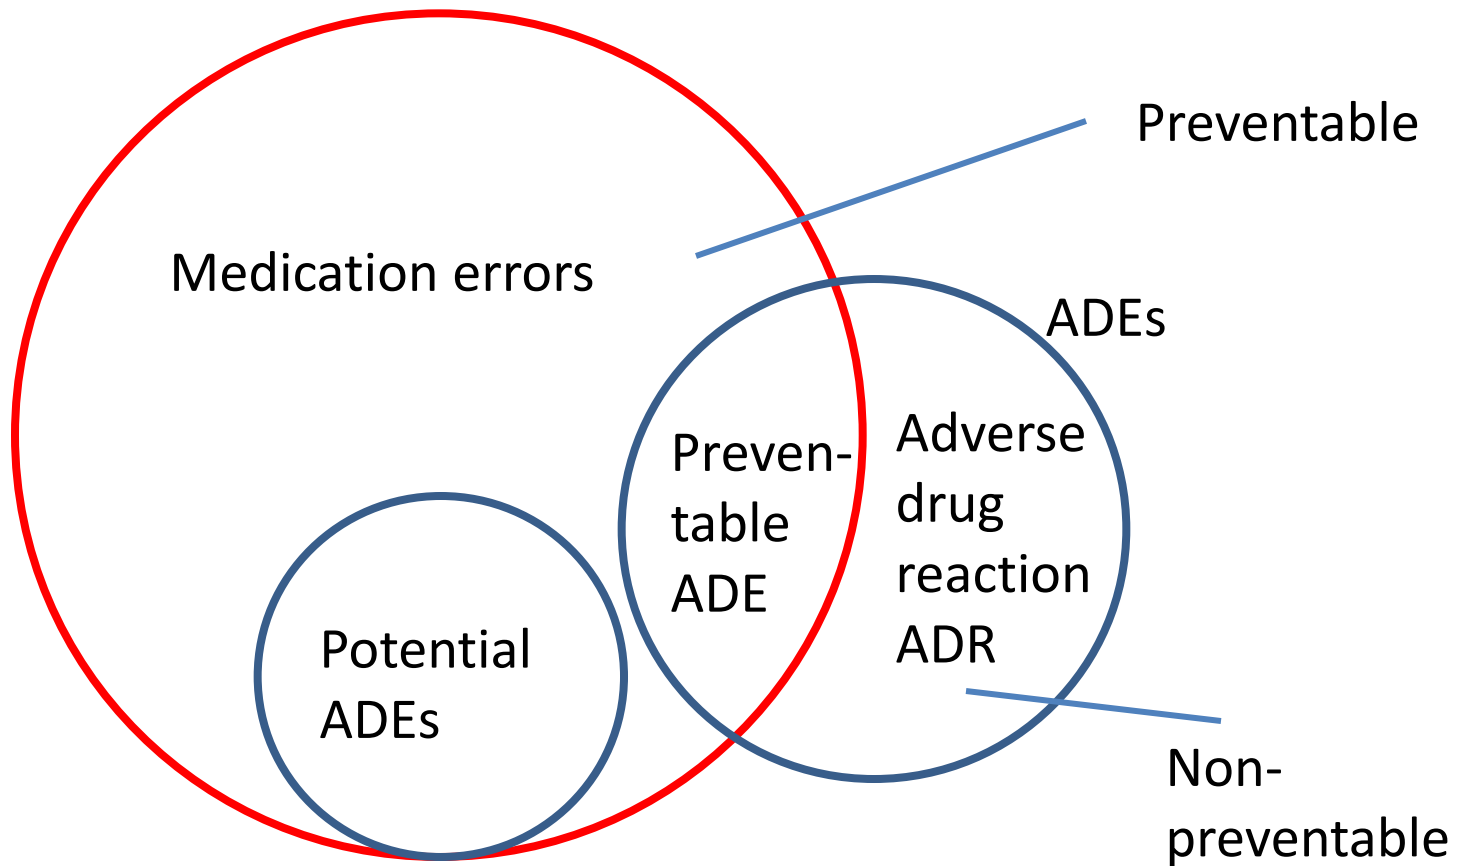 Preventable
Medication errors
ADEs
Preven-
table
ADE
Adverse
drug
reaction
ADR
Potential
ADEs
Non-
preventable